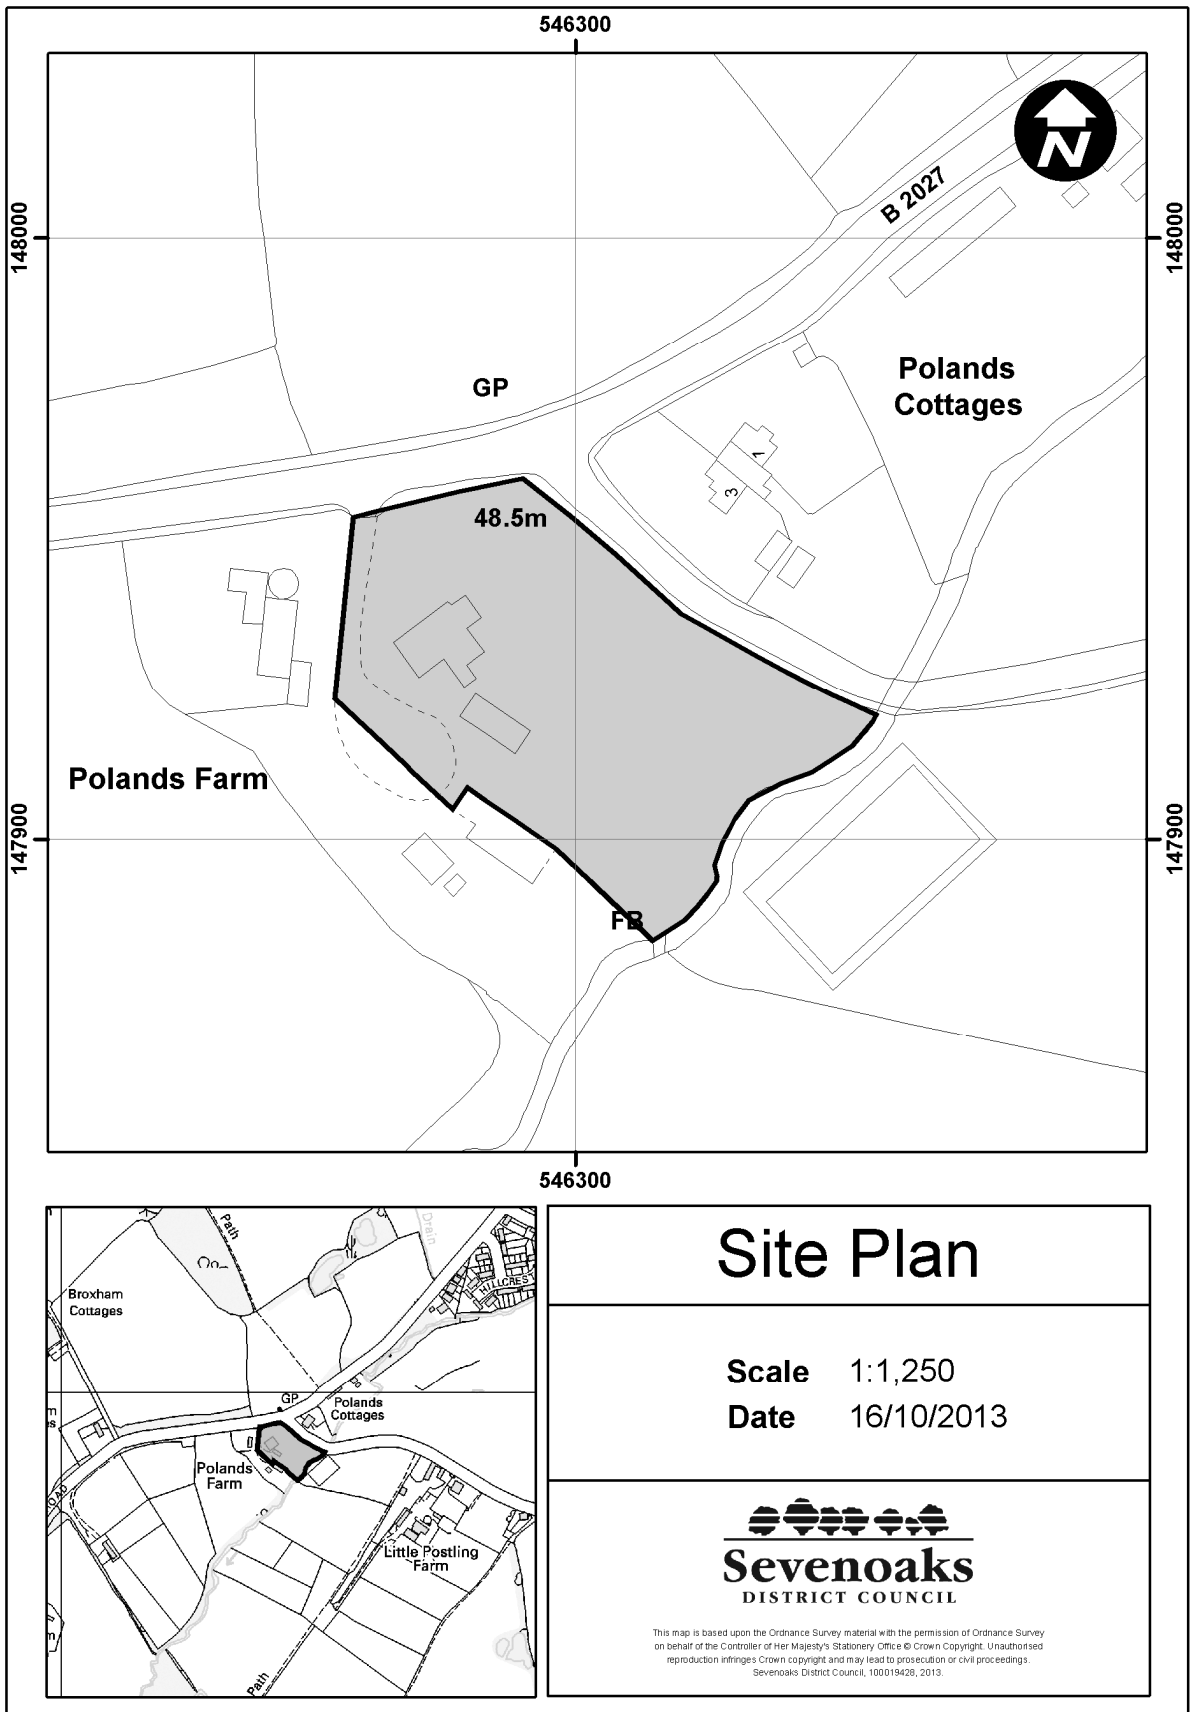 546300
148000
148000
N
B 2027
GP
Polands
Cottages
1
3
48.5m
Polands Farm
147900
147900
FB
546300
Path
Drain
HILLCREST
Broxham
Cottages
GP
Polands
Cottages
Polands
Farm
Little Postling
Farm
Path
Site Plan
Scale 1:1,250
Date 16/10/2013
Sevenoaks
DISTRICT COUNCIL
This map is based upon the Ordnance Survey material with the permission of Ordnance Survey
on behalf of the Controller of Her Majesty's Stationery Office © Crown Copyright. Unauthorised
reproduction infringes Crown copyright and may lead to prosecution or civil proceedings.
Sevenoaks District Council, 100019428, 2013.